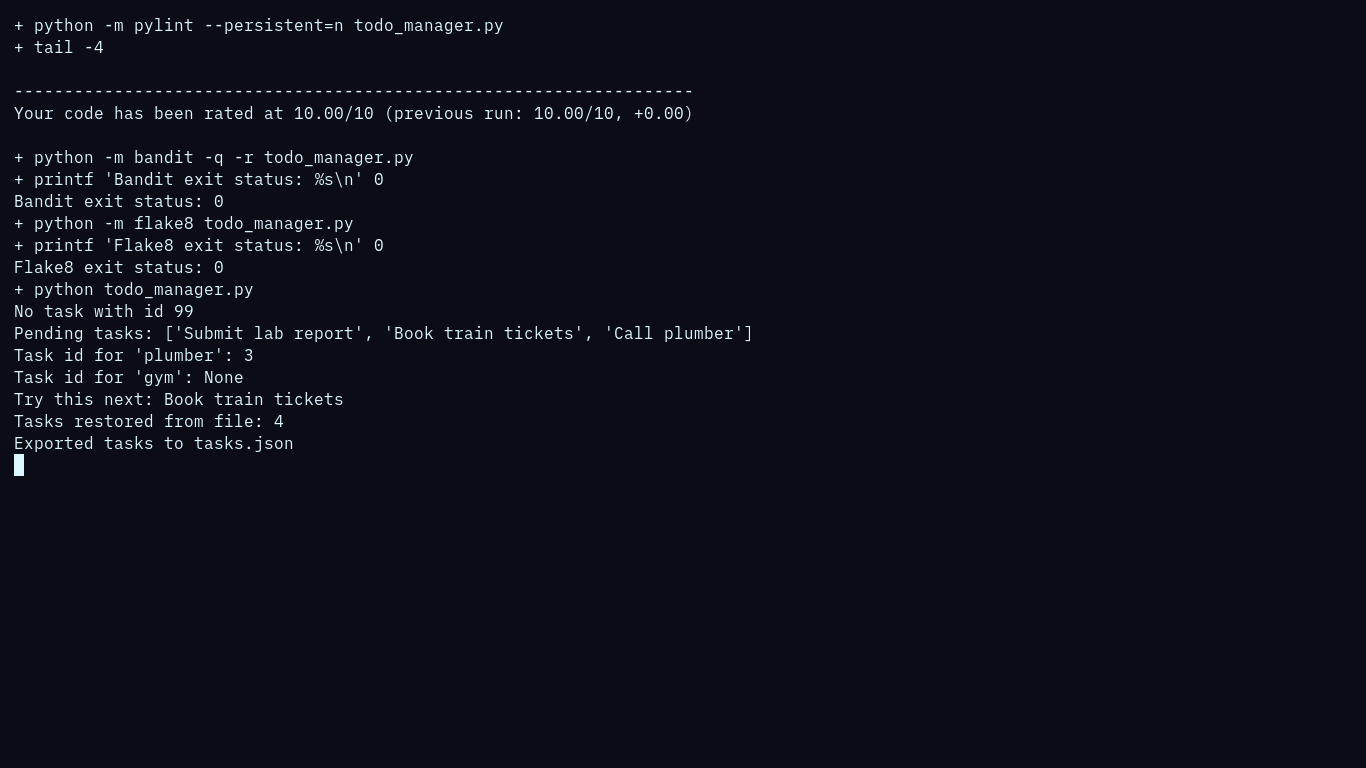 + python -m pylint --persistent=n todo_manager.py
+ tail -4
--------------------------------------------------------------------
Your code has been rated at 10.00/10 (previous run: 10.00/10, +0.00)
+ python -m bandit -q -r todo_manager.py
+ printf 'Bandit exit status: %s\n' 0
Bandit exit status: 0
+ python -m flake8 todo_manager.py
+ printf 'Flake8 exit status: %s\n' 0
Flake8 exit status: 0
+ python todo_manager.py
No task with id 99
Pending tasks: ['Submit lab report', 'Book train tickets', 'Call plumber']
Task id for 'plumber': 3
Task id for 'gym': None
Try this next: Book train tickets
Tasks restored from file: 4
Exported tasks to tasks.json